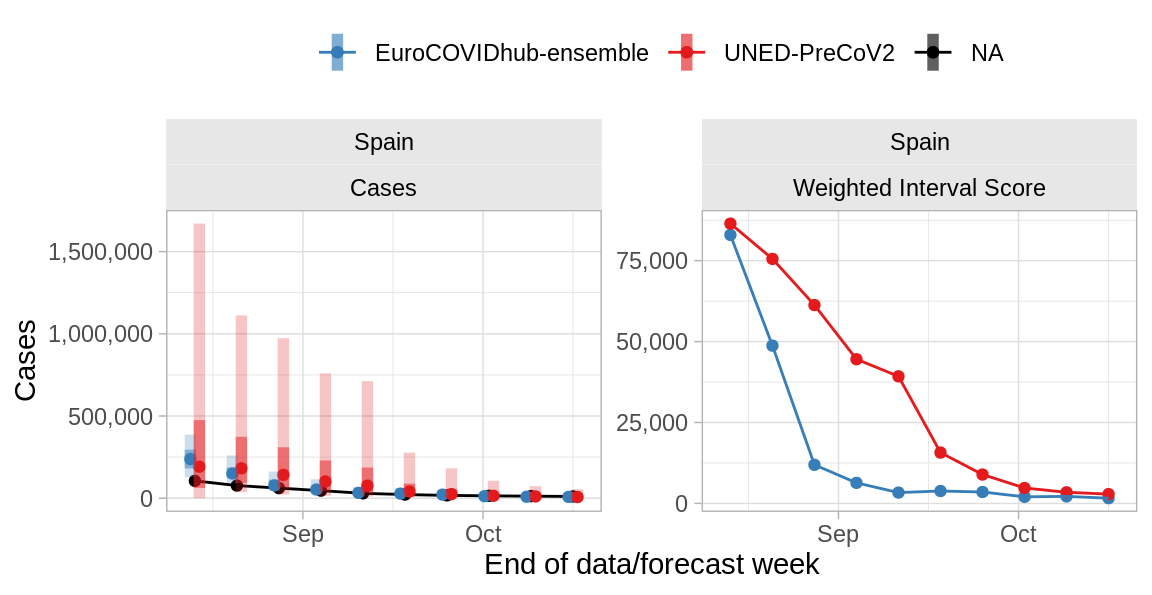 EuroCOVIDhub-ensemble UNED-PreCoV2 NA
Spain Spain
Cases Weighted Interval Score
Cases
1,500,000
1,000,000
500,000
0
Sep Oct
75,000
50,000
25,000
0
Sep Oct
End of data/forecast week